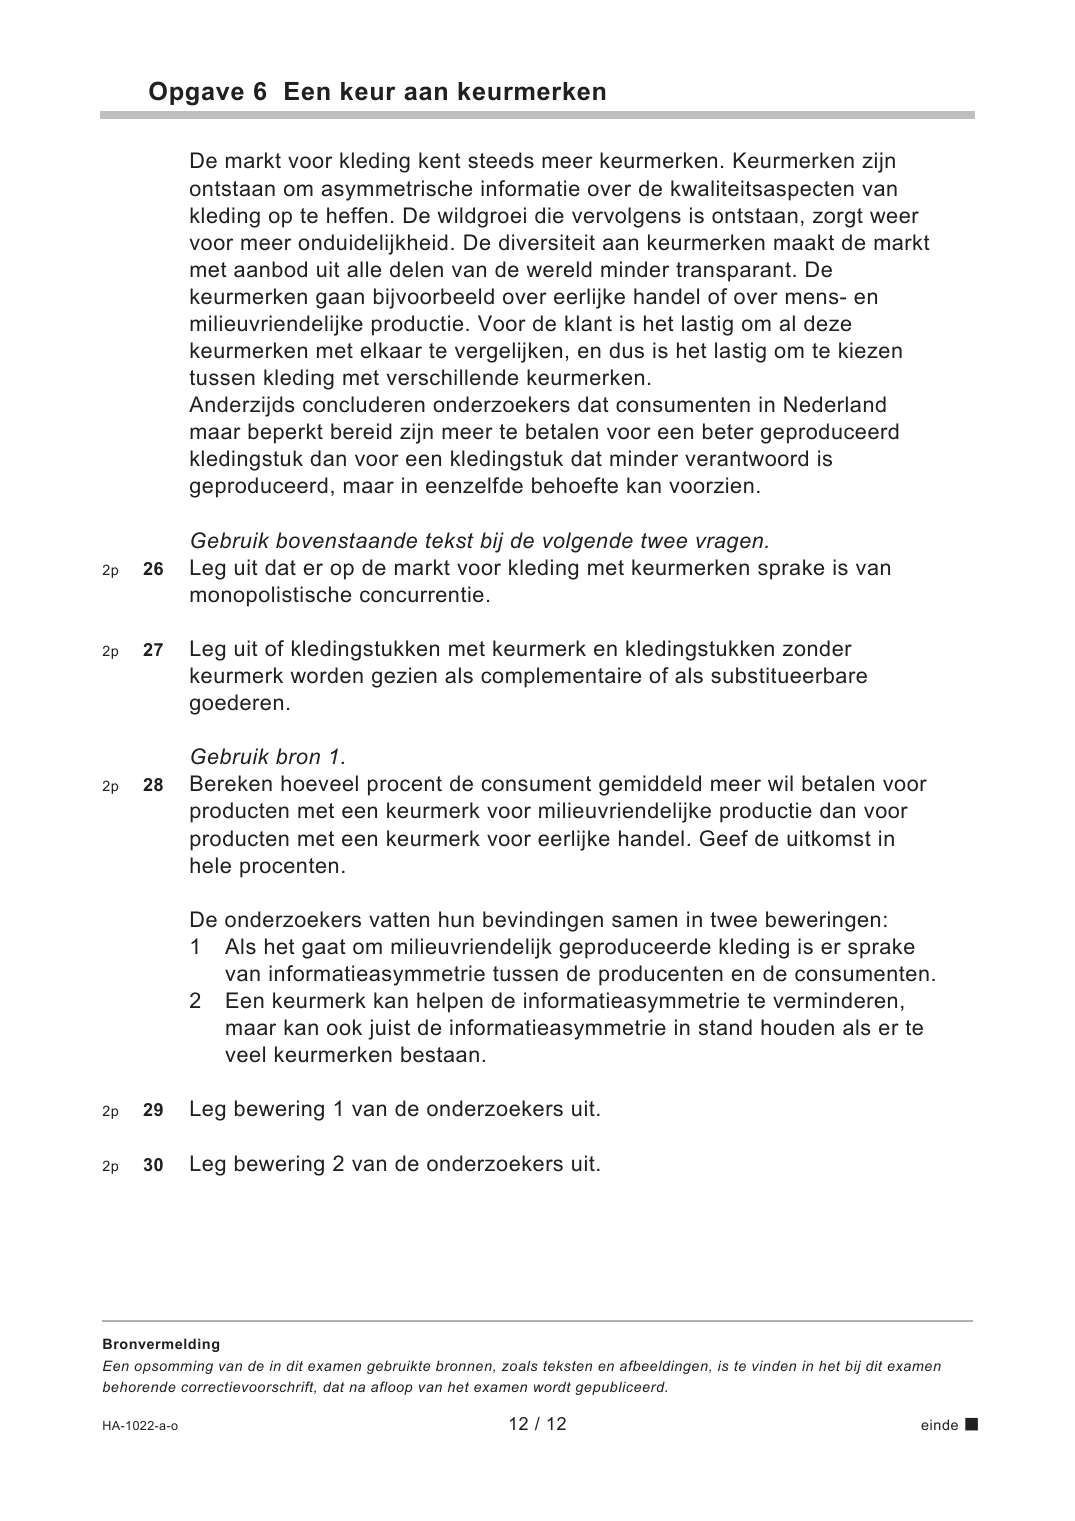 Opgave 6 Een keur aan keurmerken
De markt voor kleding kent steeds meer keurmerken. Keurmerken zijn
ontstaan om asymmetrische informatie over de kwaliteitsaspecten van
kleding op te heffen. De wildgroei die vervolgens is ontstaan, zorgt weer
voor meer onduidelijkheid. De diversiteit aan keurmerken maakt de markt
met aanbod uit alle delen van de wereld minder transparant. De
keurmerken gaan bijvoorbeeld over eerlijke handel of over mens- en
milieuvriendelijke productie. Voor de klant is het lastig om al deze
keurmerken met elkaar te vergelijken, en dus is het lastig om te kiezen
tussen kleding met verschillende keurmerken.
Anderzijds concluderen onderzoekers dat consumenten in Nederland
maar beperkt bereid zijn meer te betalen voor een beter geproduceerd
kledingstuk dan voor een kledingstuk dat minder verantwoord is
geproduceerd, maar in eenzelfde behoefte kan voorzien.
Gebruik bovenstaande tekst bij de volgende twee vragen.
2p 26 Leg uit dat er op de markt voor kleding met keurmerken sprake is van
monopolistische concurrentie.
2p 27 Leg uit of kledingstukken met keurmerk en kledingstukken zonder
keurmerk worden gezien als complementaire of als substitueerbare
goederen.
Gebruik bron 1.
2p 28 Bereken hoeveel procent de consument gemiddeld meer wil betalen voor
producten met een keurmerk voor milieuvriendelijke productie dan voor
producten met een keurmerk voor eerlijke handel. Geef de uitkomst in
hele procenten.
De onderzoekers vatten hun bevindingen samen in twee beweringen:
1 Als het gaat om milieuvriendelijk geproduceerde kleding is er sprake
van informatieasymmetrie tussen de producenten en de consumenten.
2 Een keurmerk kan helpen de informatieasymmetrie te verminderen,
maar kan ook juist de informatieasymmetrie in stand houden als er te
veel keurmerken bestaan.
2p 29 Leg bewering 1 van de onderzoekers uit.
2p 30 Leg bewering 2 van de onderzoekers uit.
Bronvermelding
Een opsomming van de in dit examen gebruikte bronnen, zoals teksten en afbeeldingen, is te vinden in het bij dit examen
behorende correctievoorschrift, dat na afloop van het examen wordt gepubliceerd.
HA-1022-a-o 12 / 12 einde ■